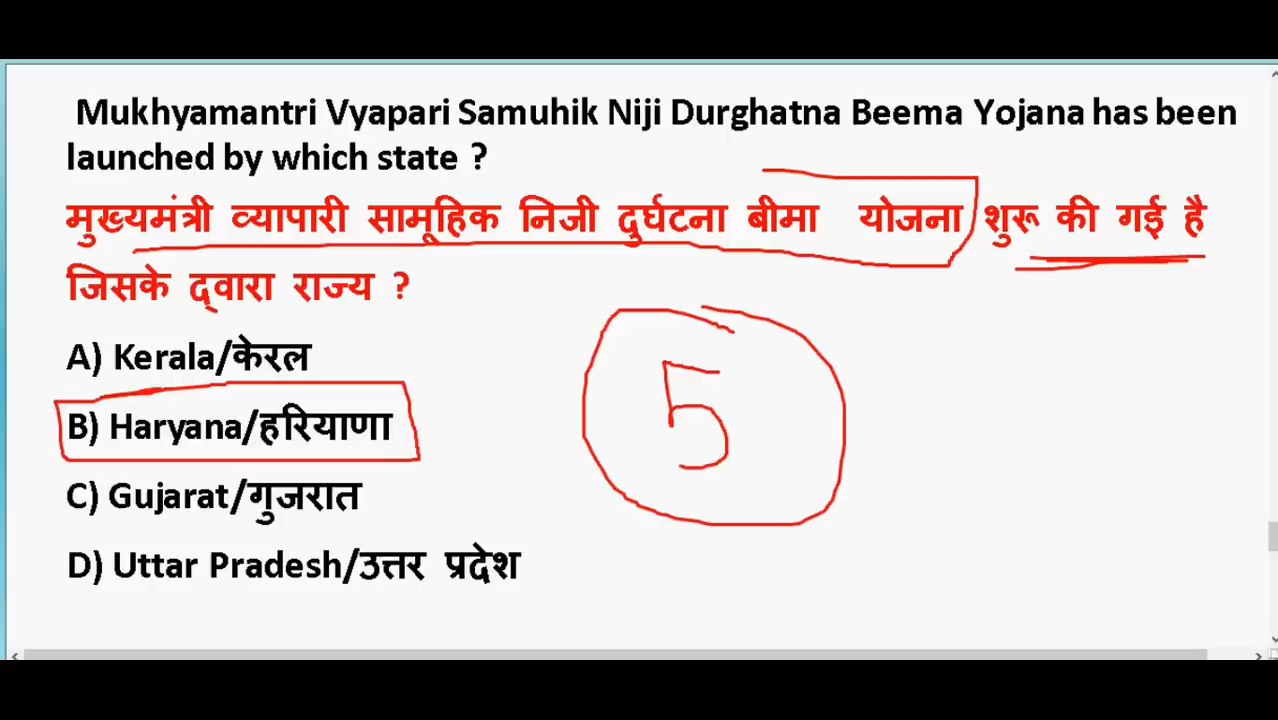 Mukhyamantri Vyapari Samuhik Niji Durghatna Beema Yojana has been
launched by which state ?
मुख्यमंत्री व्यापारी सामूहिक निजी दुर्घटना बीमा योजना शुरू की गई है
जिसके द्वारा राज्य ?
A) Kerala/केरल
B) Haryana/हरियाणा
5
C) Gujarat/गुजरात
D) Uttar Pradesh/उत्तर प्रदेश